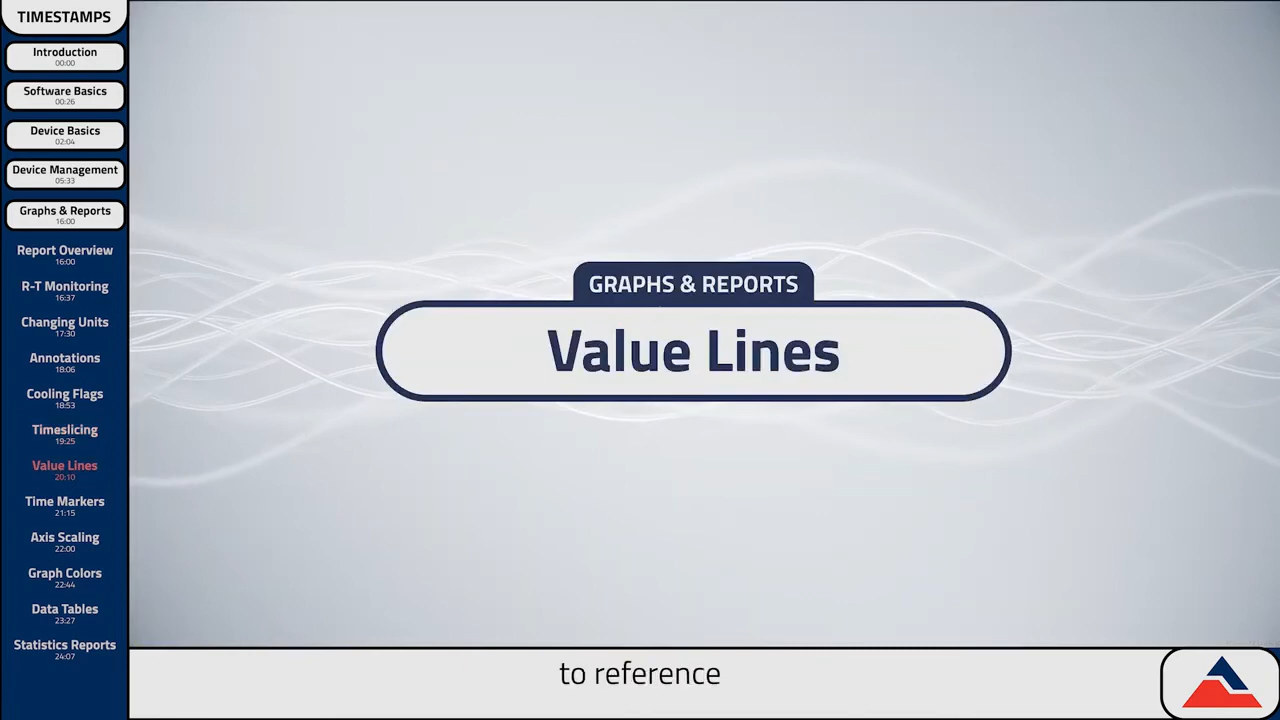 TIMESTAMPS
Introduction
00:00
Software Basics
00:26
Device Basics
02:04
Device Management
05:33
Graphs & Reports
16:00
Report Overview
16:00
R-T Monitoring
16:37
Changing Units
17:30
Annotations
18:06
Cooling Flags
18:53
Timeslicing
19:25
Value Lines
20:10
Time Markers
21:15
Axis Scaling
22:00
Graph Colors
22:44
Data Tables
23:27
Statistics Reports
24:07
GRAPHS & REPORTS
Value Lines
to reference